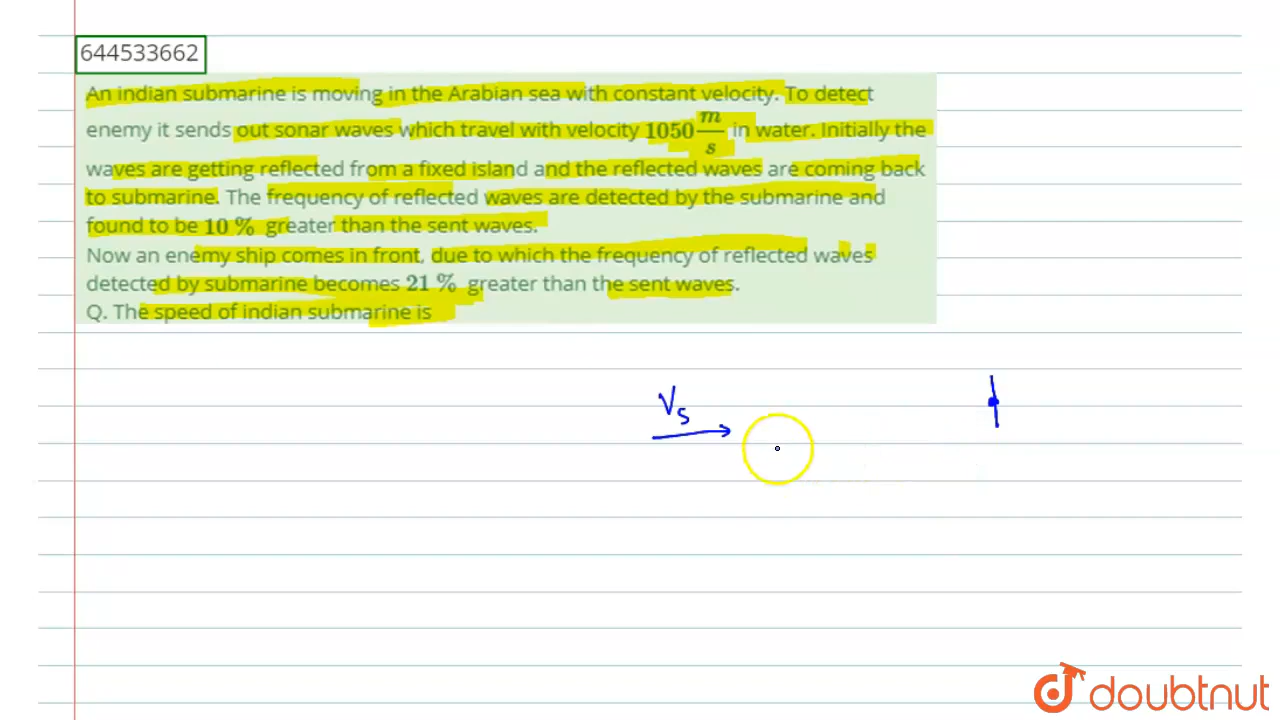 644533662
An indian submarine is moving in the Arabian sea with constant velocity. To detect
enemy it sends out sonar waves which travel with velocity 1050 m/s in water. Initially the
waves are getting reflected from a fixed island and the reflected waves are coming back
to submarine. The frequency of reflected waves are detected by the submarine and
found to be 10 % greater than the sent waves.
Now an enemy ship comes in front, due to which the frequency of reflected waves
detected by submarine becomes 21 % greater than the sent waves.
Q. The speed of indian submarine is
Vs
doubtnut